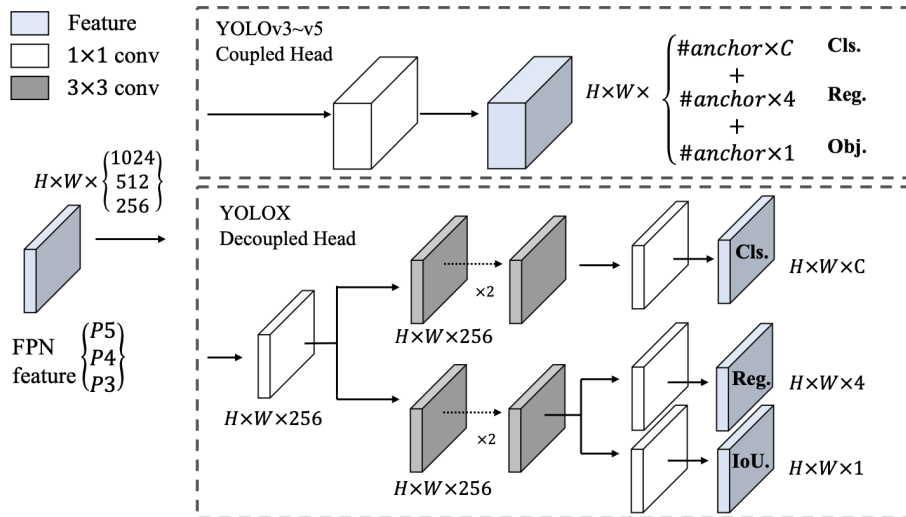 Feature
1×1 conv
3×3 conv
H×W× {1024
512
256}
FPN
feature {P5
P4
P3}
YOLOv3~v5
Coupled Head
H×W× {#anchor×C Cls.
+
#anchor×4 Reg.
+
#anchor×1 Obj.
YOLOX
Decoupled Head
H×W×256
×2
H×W×256
Cls.
H×W×C
×2
H×W×256
Reg.
H×W×4
IoU.
H×W×1